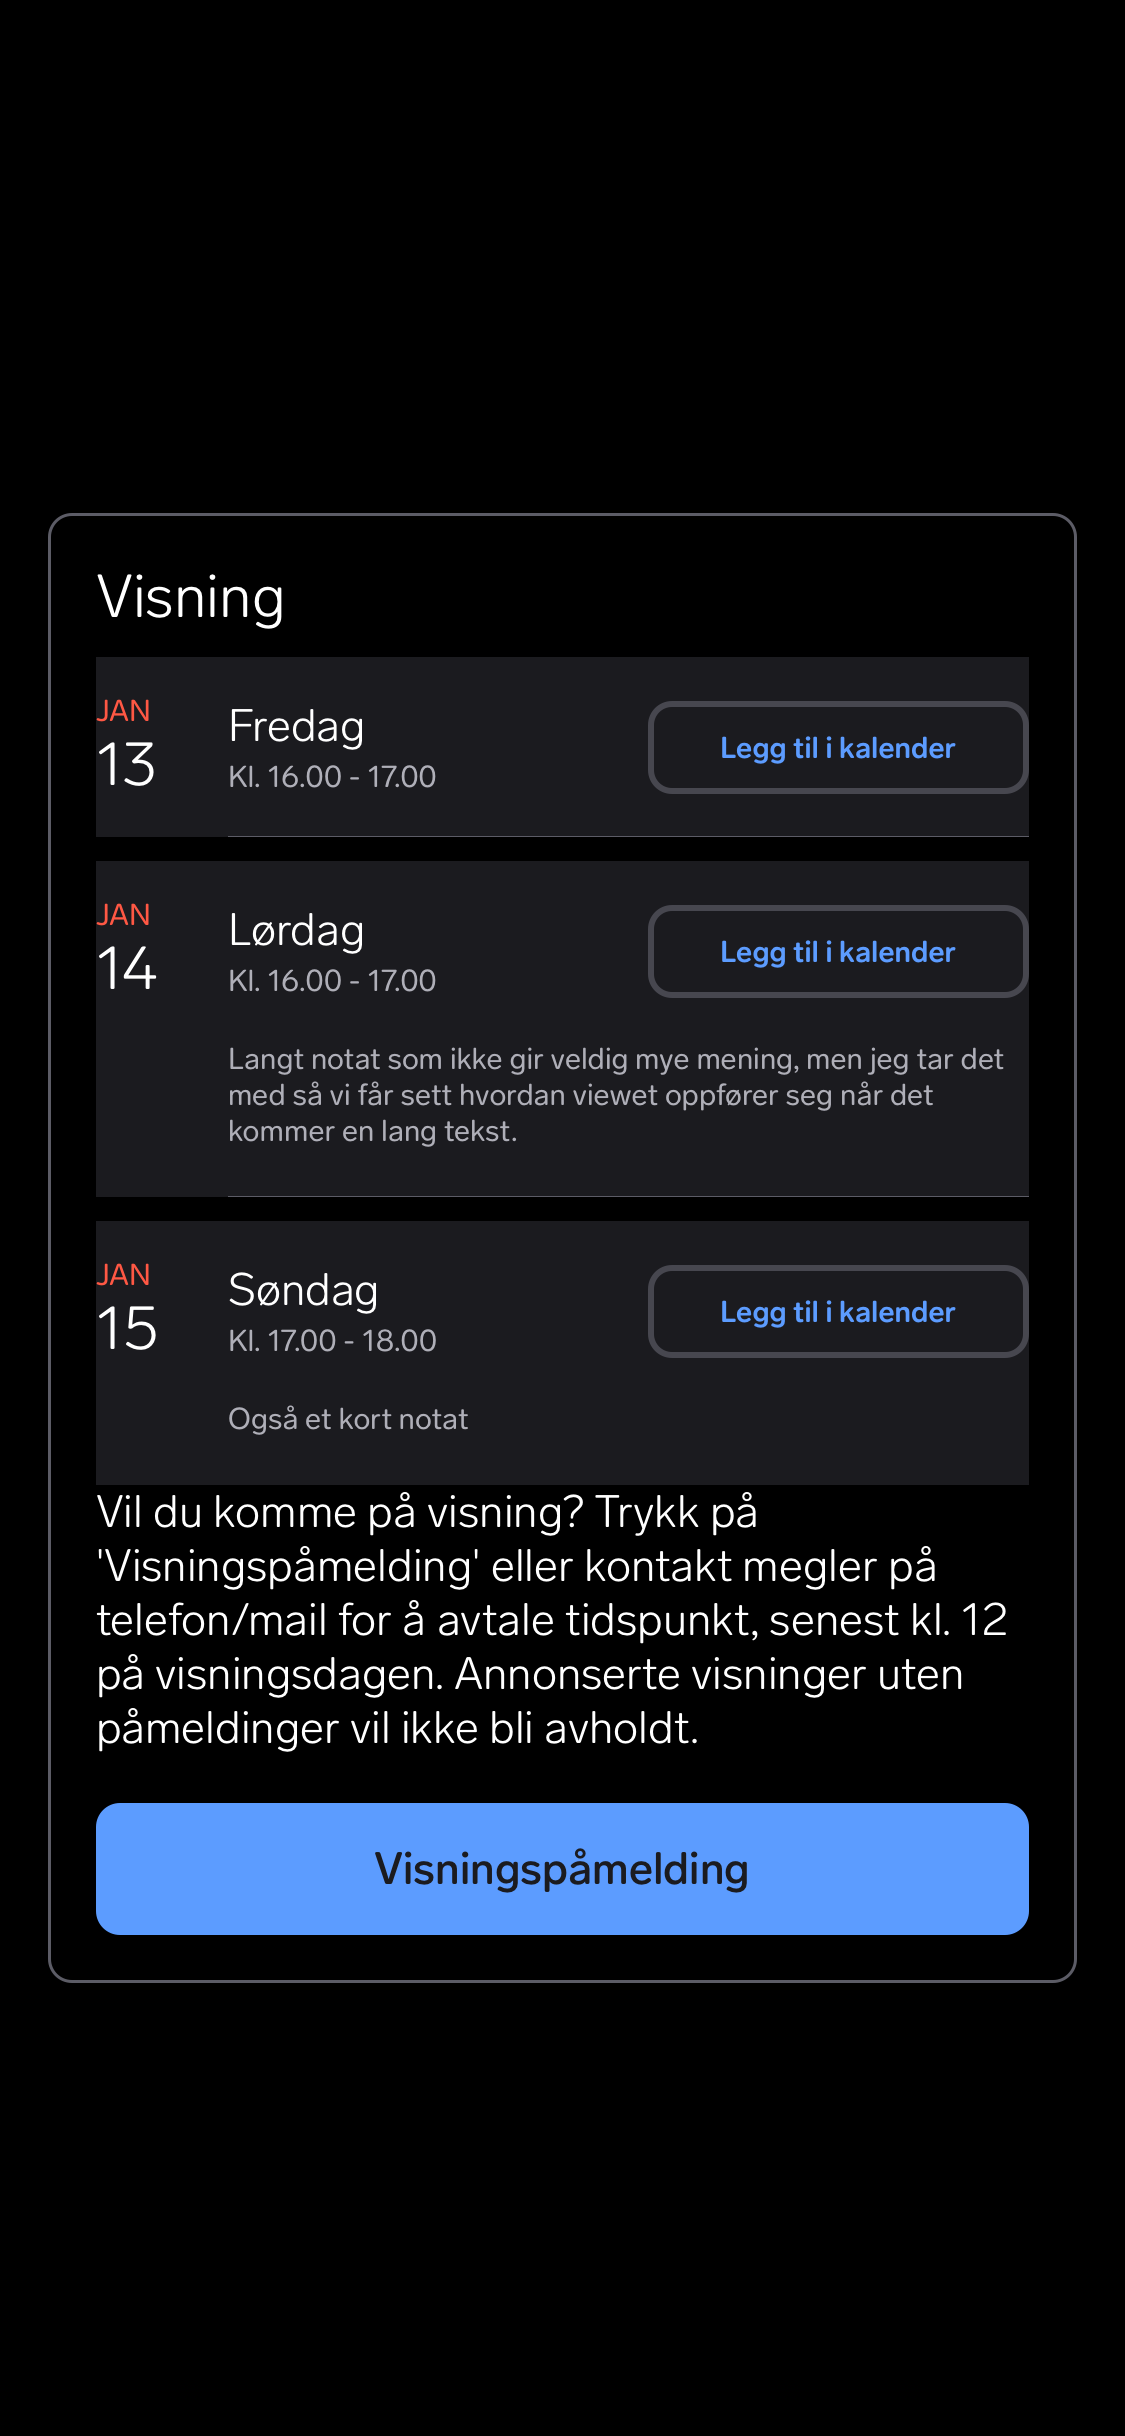 Visning
JAN
13
Fredag
Kl. 16.00 - 17.00
Legg til i kalender
JAN
14
Lørdag
Kl. 16.00 - 17.00
Legg til i kalender
Langt notat som ikke gir veldig mye mening, men jeg tar det
med så vi får sett hvordan viewet oppfører seg når det
kommer en lang tekst.
JAN
15
Søndag
Kl. 17.00 - 18.00
Legg til i kalender
Også et kort notat
Vil du komme på visning? Trykk på
'Visningspåmelding' eller kontakt megler på
telefon/mail for å avtale tidspunkt, senest kl. 12
på visningsdagen. Annonserte visninger uten
påmeldinger vil ikke bli avholdt.
Visningspåmelding